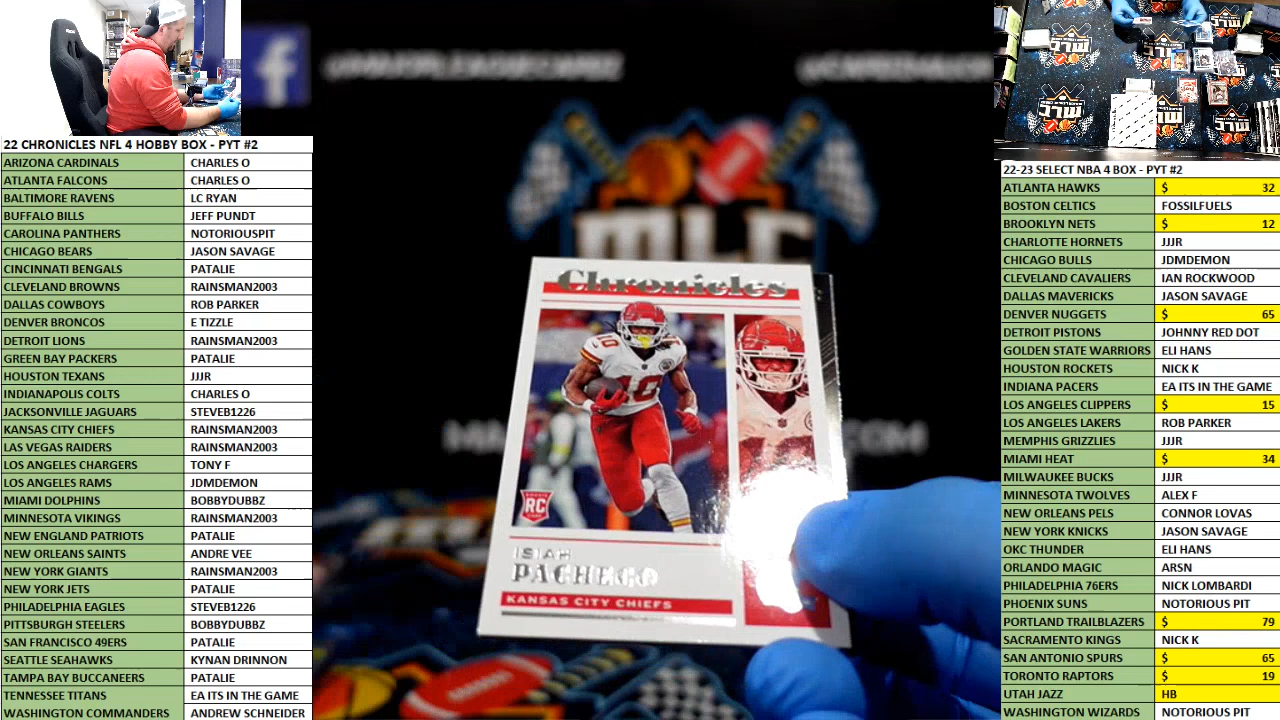 22 CHRONICLES NFL 4 HOBBY BOX - PYT #2
ARIZONA CARDINALS CHARLES O
ATLANTA FALCONS CHARLES O
BALTIMORE RAVENS LC RYAN
BUFFALO BILLS JEFF PUNDT
CAROLINA PANTHERS NOTORIOUSPIT
CHICAGO BEARS JASON SAVAGE
CINCINNATI BENGALS PATALIE
CLEVELAND BROWNS RAINSMAN2003
DALLAS COWBOYS ROB PARKER
DENVER BRONCOS E TIZZLE
DETROIT LIONS RAINSMAN2003
GREEN BAY PACKERS PATALIE
HOUSTON TEXANS JJJR
INDIANAPOLIS COLTS CHARLES O
JACKSONVILLE JAGUARS STEVEB1226
KANSAS CITY CHIEFS RAINSMAN2003
LAS VEGAS RAIDERS RAINSMAN2003
LOS ANGELES CHARGERS TONY F
LOS ANGELES RAMS JDMDEMON
MIAMI DOLPHINS BOBBYDUBBZ
MINNESOTA VIKINGS RAINSMAN2003
NEW ENGLAND PATRIOTS PATALIE
NEW ORLEANS SAINTS ANDRE VEE
NEW YORK GIANTS RAINSMAN2003
NEW YORK JETS PATALIE
PHILADELPHIA EAGLES STEVEB1226
PITTSBURGH STEELERS BOBBYDUBBZ
SAN FRANCISCO 49ERS PATALIE
SEATTLE SEAHAWKS KYNAN DRINNON
TAMPA BAY BUCCANEERS PATALIE
TENNESSEE TITANS EA ITS IN THE GAME
WASHINGTON COMMANDERS ANDREW SCHNEIDER
Chronicles
10
RC
ISIAH
PACHECO
KANSAS CITY CHIEFS
22-23 SELECT NBA 4 BOX - PYT #2
ATLANTA HAWKS $ 32
BOSTON CELTICS FOSSILFUELS
BROOKLYN NETS $ 12
CHARLOTTE HORNETS JJJR
CHICAGO BULLS JDMDEMON
CLEVELAND CAVALIERS IAN ROCKWOOD
DALLAS MAVERICKS JASON SAVAGE
DENVER NUGGETS $ 65
DETROIT PISTONS JOHNNY RED DOT
GOLDEN STATE WARRIORS ELI HANS
HOUSTON ROCKETS NICK K
INDIANA PACERS EA ITS IN THE GAME
LOS ANGELES CLIPPERS $ 15
LOS ANGELES LAKERS ROB PARKER
MEMPHIS GRIZZLIES JJJR
MIAMI HEAT $ 34
MILWAUKEE BUCKS JJJR
MINNESOTA TWOLVES ALEX F
NEW ORLEANS PELS CONNOR LOVAS
NEW YORK KNICKS JASON SAVAGE
OKC THUNDER ELI HANS
ORLANDO MAGIC ARSN
PHILADELPHIA 76ERS NICK LOMBARDI
PHOENIX SUNS NOTORIOUS PIT
PORTLAND TRAILBLAZERS $ 79
SACRAMENTO KINGS NICK K
SAN ANTONIO SPURS $ 65
TORONTO RAPTORS $ 19
UTAH JAZZ HB
WASHINGTON WIZARDS NOTORIOUS PIT